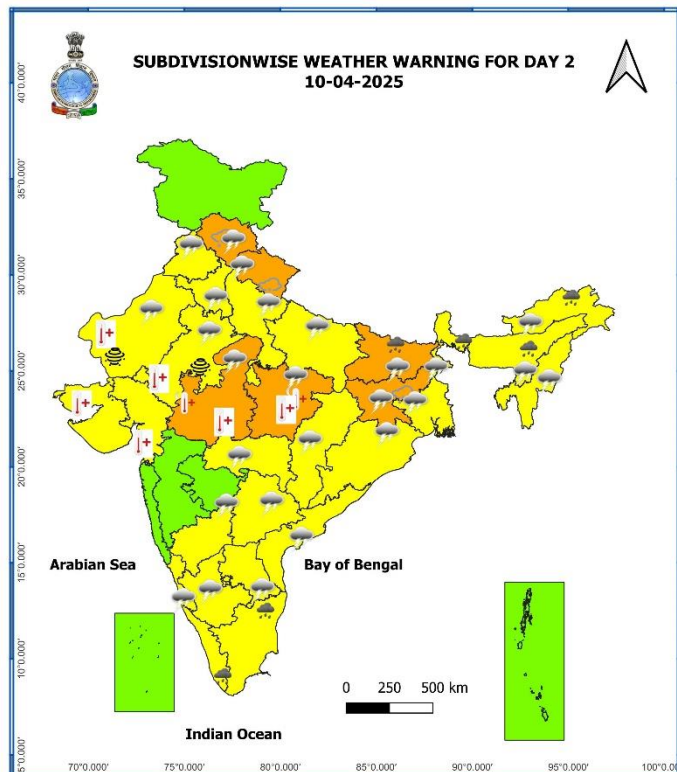 SUBDIVISIONWISE WEATHER WARNING FOR DAY 2
10-04-2025
40°0.000'
35°0.000'
30°0.000'
25°0.000'
20°0.000'
15°0.000'
10°0.000'
5°0.000'
Arabian Sea
Bay of Bengal
0 250 500 km
Indian Ocean
70°0.000' 75°0.000' 80°0.000' 85°0.000' 90°0.000' 95°0.000' 100°0.000'